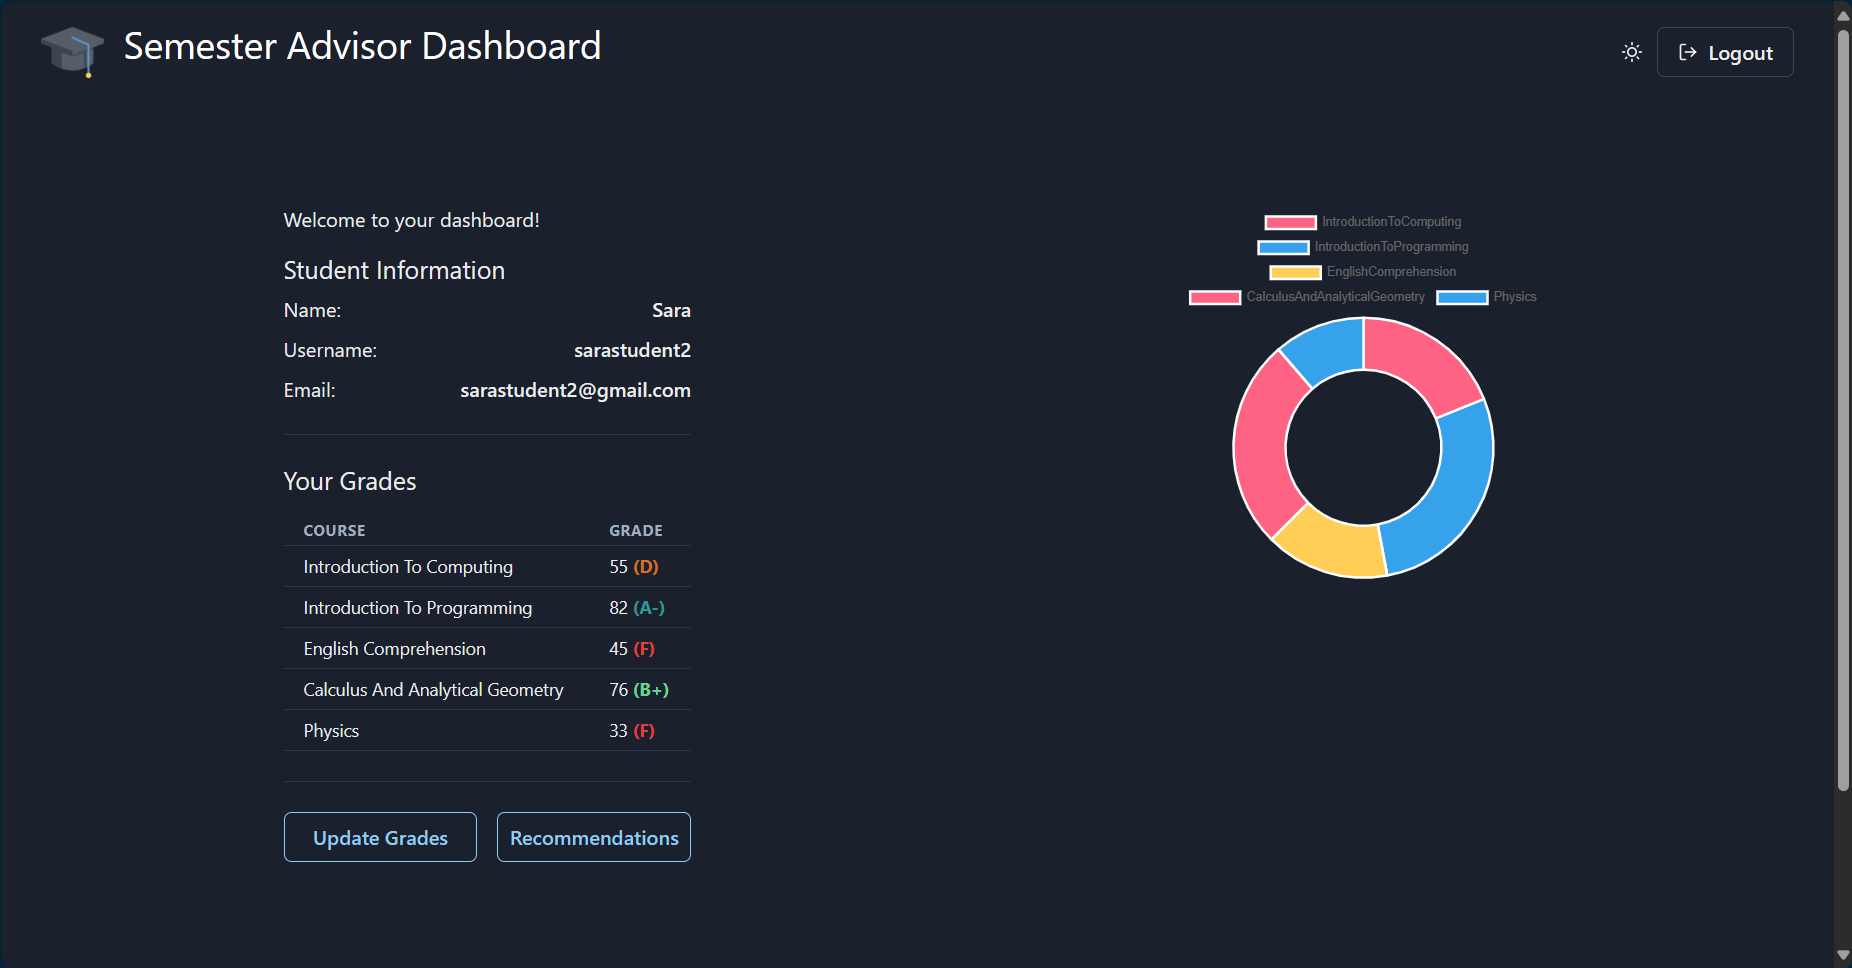 Semester Advisor Dashboard
Logout
Welcome to your dashboard!
Student Information
Name: Sara
Username: sarastudent2
Email: sarastudent2@gmail.com
Your Grades
COURSE GRADE
Introduction To Computing 55 (D)
Introduction To Programming 82 (A-)
English Comprehension 45 (F)
Calculus And Analytical Geometry 76 (B+)
Physics 33 (F)
Update Grades Recommendations
IntroductionToComputing
IntroductionToProgramming
EnglishComprehension
CalculusAndAnalyticalGeometry Physics